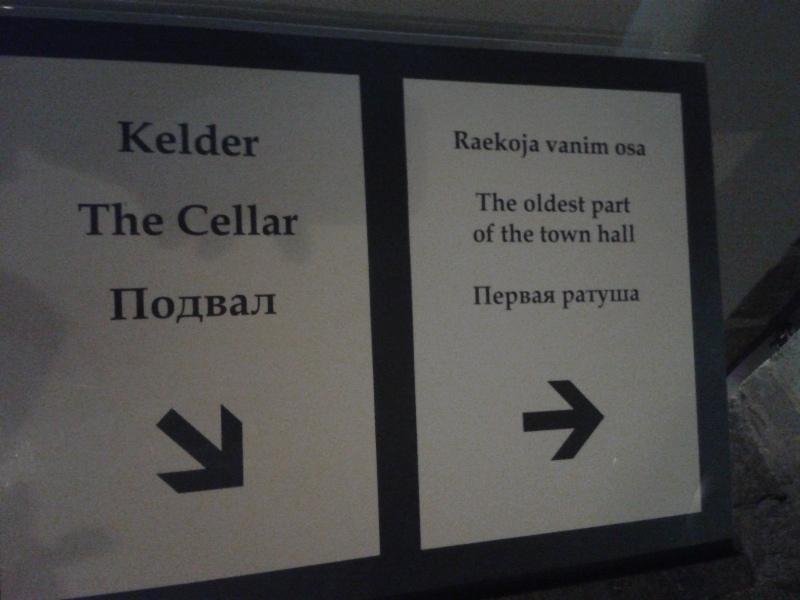 Kelder
The Cellar
Подвал
Raekoja vanim osa
The oldest part
of the town hall
Первая ратуша